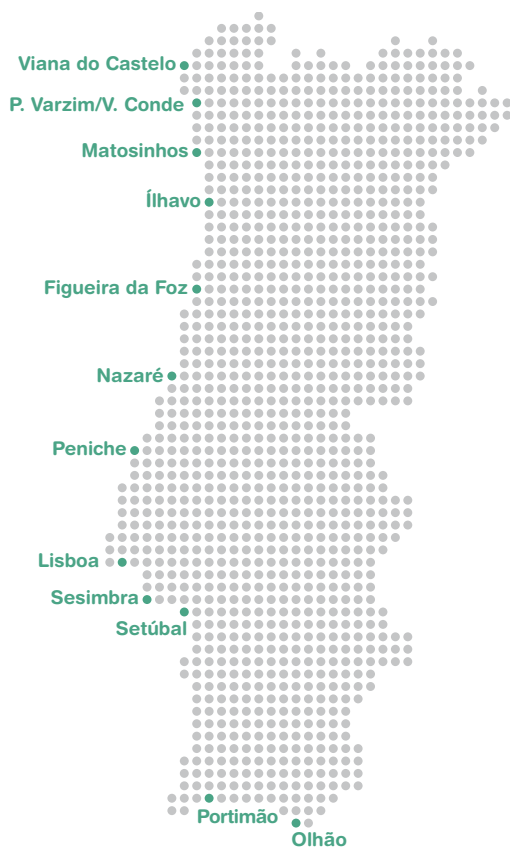 Viana do Castelo
P. Varzim/V. Conde
Matosinhos
Ílhavo
Figueira da Foz
Nazaré
Peniche
Lisboa
Sesimbra
Setúbal
Portimão
Olhão